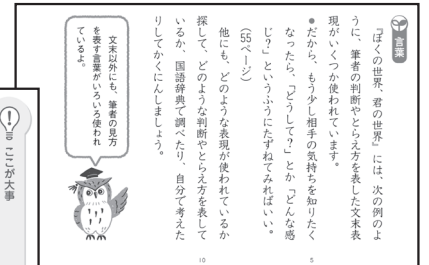 言葉
『ぼくの世界、君の世界』には、次の例のよ
うに、筆者の判断やとらえ方を表した文末表
現がいくつか使われています。
●だから、もう少し相手の気持ちを知りたく
なったら、「どうして？」とか「どんな感
じ？」というふうにたずねてみればいい。
（55ページ）
他にも、どのような表現が使われているか
探して、どのような判断やとらえ方を表して
いるか、国語辞典で調べたり、自分で考えた
りしてかくにんしましょう。
文末以外にも、筆者の見方
を表す言葉がいろいろ使われ
ているよ。
5
10
ここが大事